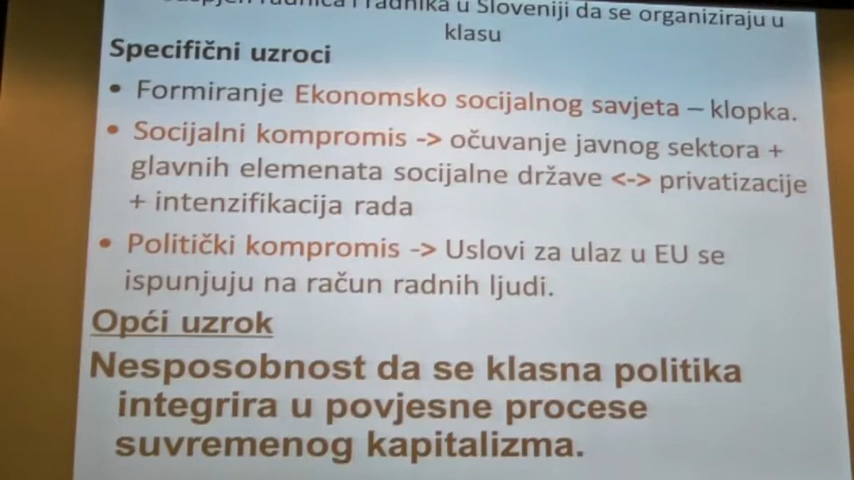 radnica i radnika u Sloveniji da se organiziraju u
klasu
Specifični uzroci
• Formiranje Ekonomsko socijalnog savjeta – klopka.
• Socijalni kompromis -> očuvanje javnog sektora +
glavnih elemenata socijalne države <-> privatizacije
+ intenzifikacija rada
• Politički kompromis -> Uslovi za ulaz u EU se
ispunjuju na račun radnih ljudi.
Opći uzrok
Nesposobnost da se klasna politika
integrira u povjesne procese
suvremenog kapitalizma.